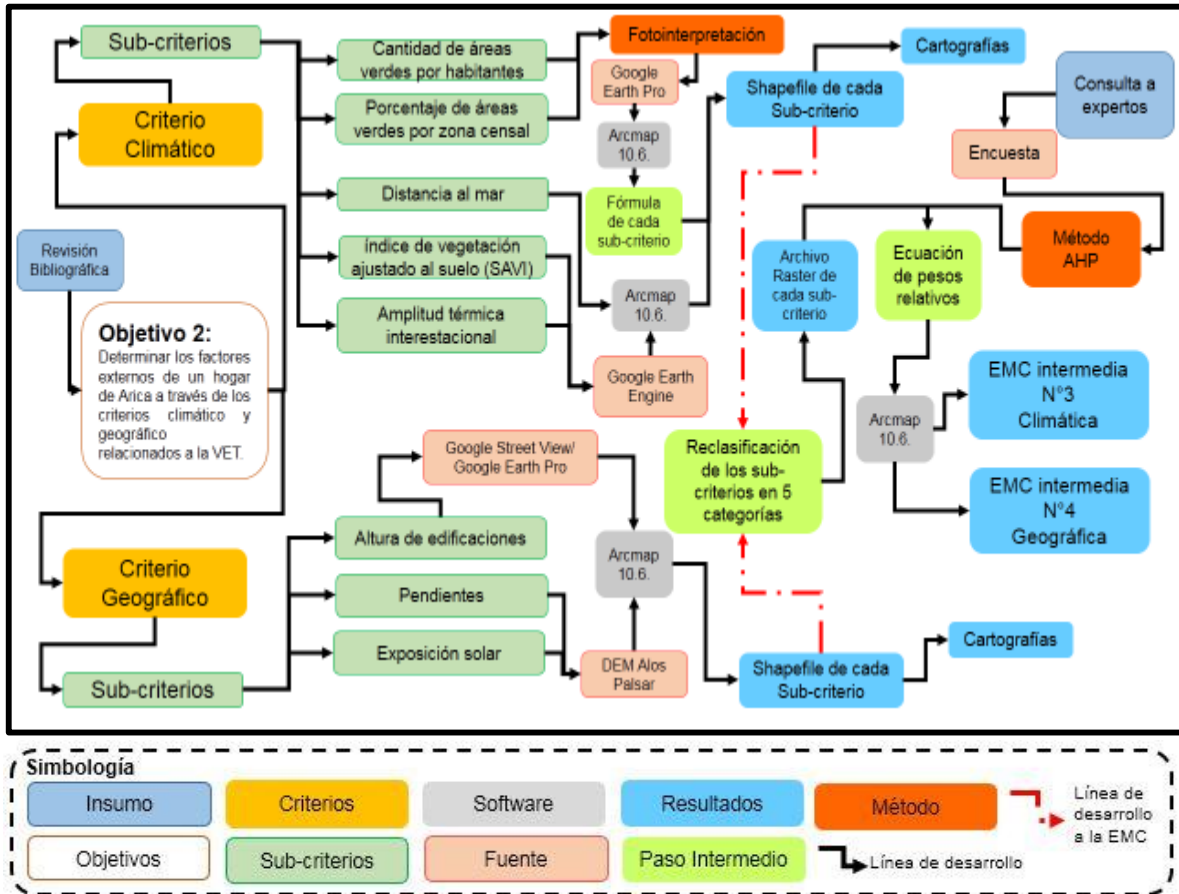 Sub-criterios
Criterio
Climático
Revisión
Bibliográfica
Objetivo 2:
Determinar los factores
externos de un hogar
de Arica a través de los
criterios climático y
geográfico
relacionados a la VET.
Criterio
Geográfico
Sub-criterios
Cantidad de áreas
verdes por habitantes
Porcentaje de áreas
verdes por zona censal
Distancia al mar
índice de vegetación
ajustado al suelo (SAVI)
Amplitud térmica
interestacional
Google Street View/
Google Earth Pro
Altura de edificaciones
Pendientes
Exposición solar
Fotointerpretación
Google
Earth Pro
Arcmap
10.6.
Fórmula
de cada
sub-criterio
Arcmap
10.6.
Google Earth
Engine
Arcmap
10.6.
DEM Alos
Palsar
Shapefile de cada
Sub-criterio
Cartografías
Reclasificación
de los sub-
criterios en 5
categorías
Shapefile de cada
Sub-criterio
Cartografías
Archivo
Raster de
cada sub-
criterio
Consulta a
expertos
Encuesta
Método
AHP
Ecuación
de pesos
relativos
Arcmap
10.6.
EMC intermedia
N°3
Climática
EMC intermedia
N°4
Geográfica
Simbología
Insumo
Criterios
Software
Resultados
Método
Línea de
desarrollo
a la EMC
Objetivos
Sub-criterios
Fuente
Paso Intermedio
Línea de desarrollo